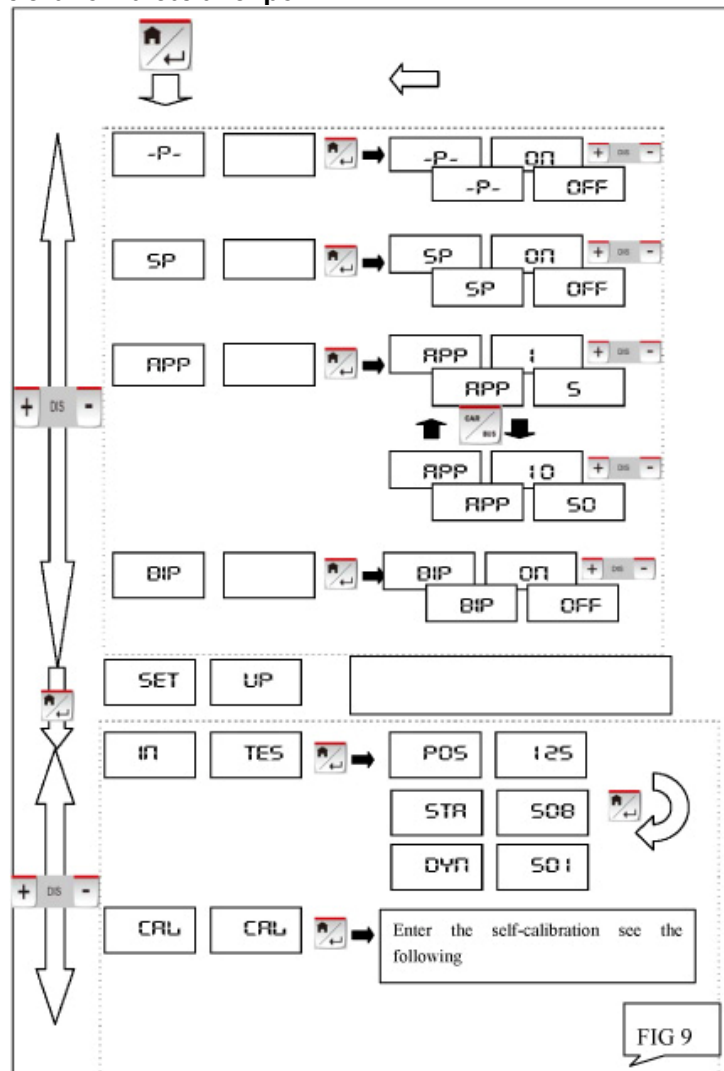 -P- -P- ON + DIS -
-P- OFF
SP SP ON + DIS -
SP OFF
APP APP 1 + DIS -
APP 5
+ DIS -
CAR BUS
APP 10 + DIS -
APP 50
BIP BIP ON + DIS -
BIP OFF
SET UP
IN TES POS 125
STA 508
DYN 501
+ DIS -
CAL CAL Enter the self-calibration see the
following
FIG 9